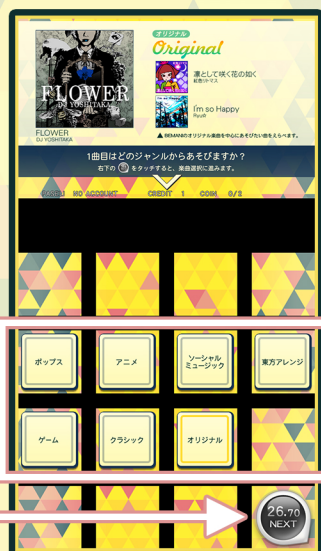 FLOWER
DJ YOSHITAKA
FLOWER
DJ YOSHITAKA
オリジナル
Original
凛として咲く花の如く
紅色リトマス
I'm so Happy
Ryu☆
▲ BEMANIのオリジナル楽曲を中心にあそびたい曲をえらべます。
1曲目はどのジャンルからあそびますか？
右下の をタッチすると、楽曲選択に進みます。
PASELI NO ACCOUNT CREDIT 1 COIN 0/2
ポップス
アニメ
ソーシャル
ミュージック
東方アレンジ
ゲーム
クラシック
オリジナル
26.70
NEXT